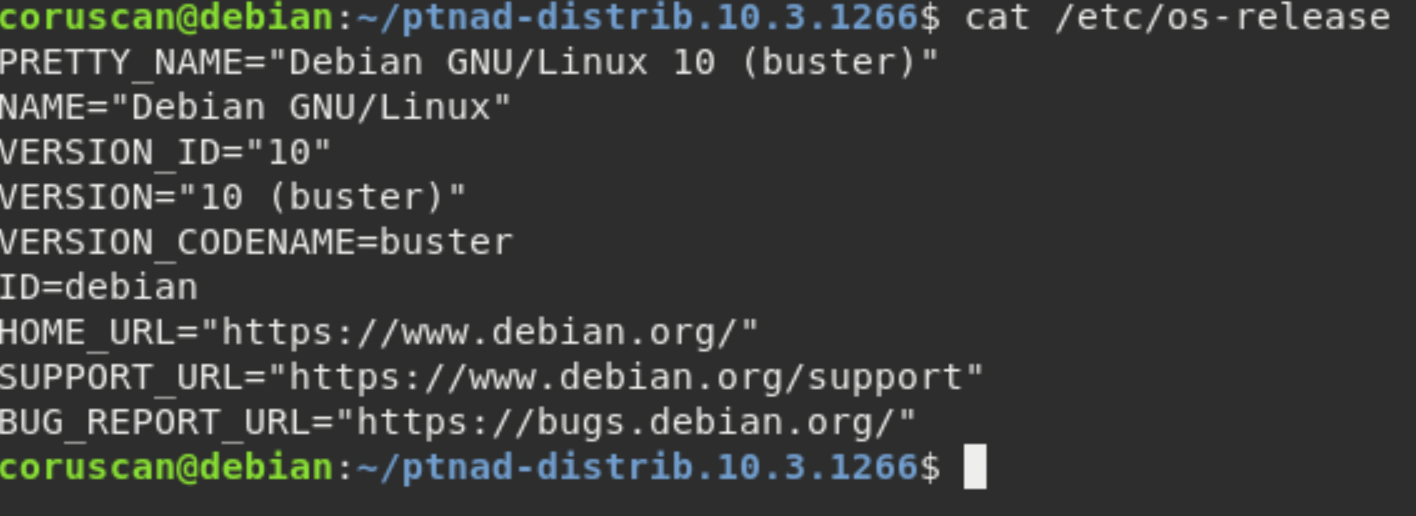 coruscan@debian:~/ptnad-distrib.10.3.1266$ cat /etc/os-release
PRETTY_NAME="Debian GNU/Linux 10 (buster)"
NAME="Debian GNU/Linux"
VERSION_ID="10"
VERSION="10 (buster)"
VERSION_CODENAME=buster
ID=debian
HOME_URL="https://www.debian.org/"
SUPPORT_URL="https://www.debian.org/support"
BUG_REPORT_URL="https://bugs.debian.org/"
coruscan@debian:~/ptnad-distrib.10.3.1266$